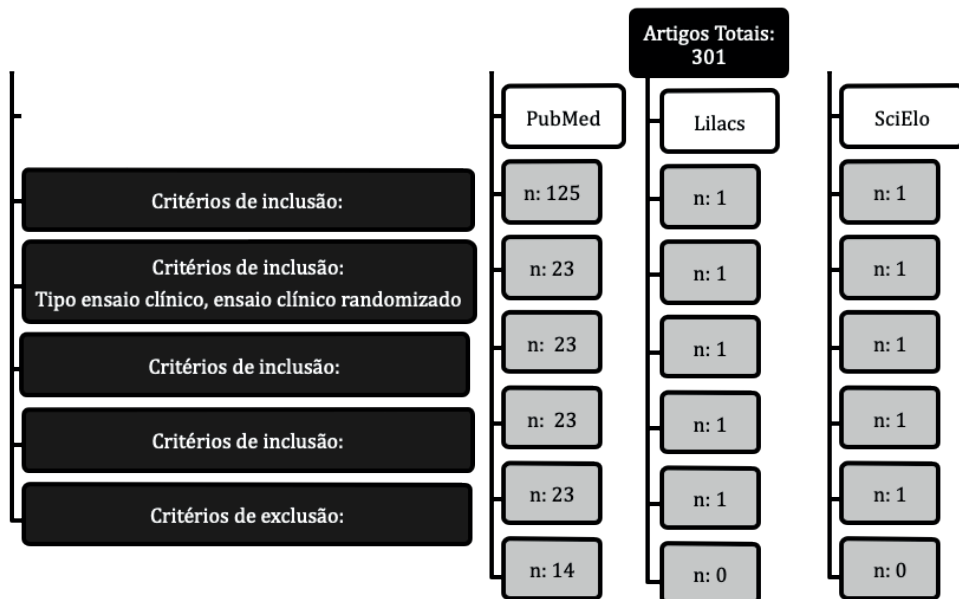 Artigos Totais:
301
PubMed
Lilacs
SciElo
Critérios de inclusão:
n: 125
n: 1
n: 1
Critérios de inclusão:
Tipo ensaio clínico, ensaio clínico randomizado
n: 23
n: 1
n: 1
Critérios de inclusão:
n: 23
n: 1
n: 1
Critérios de inclusão:
n: 23
n: 1
n: 1
Critérios de exclusão:
n: 23
n: 1
n: 1
n: 14
n: 0
n: 0